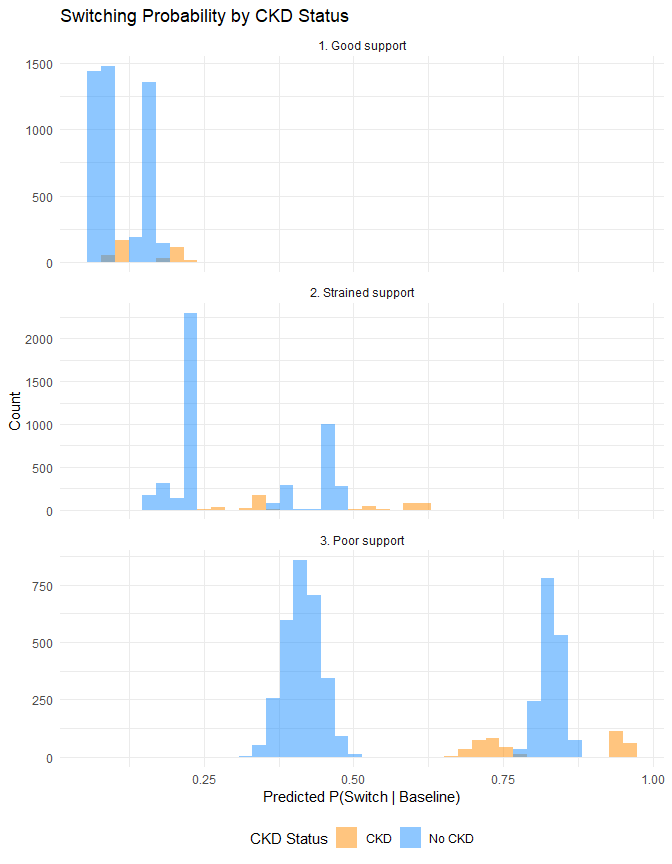 Switching Probability by CKD Status
1. Good support
1500
1000
500
0
2. Strained support
2000
1500
1000
500
0
Count
3. Poor support
750
500
250
0
0.25 0.50 0.75 1.00
Predicted P(Switch | Baseline)
CKD Status CKD No CKD